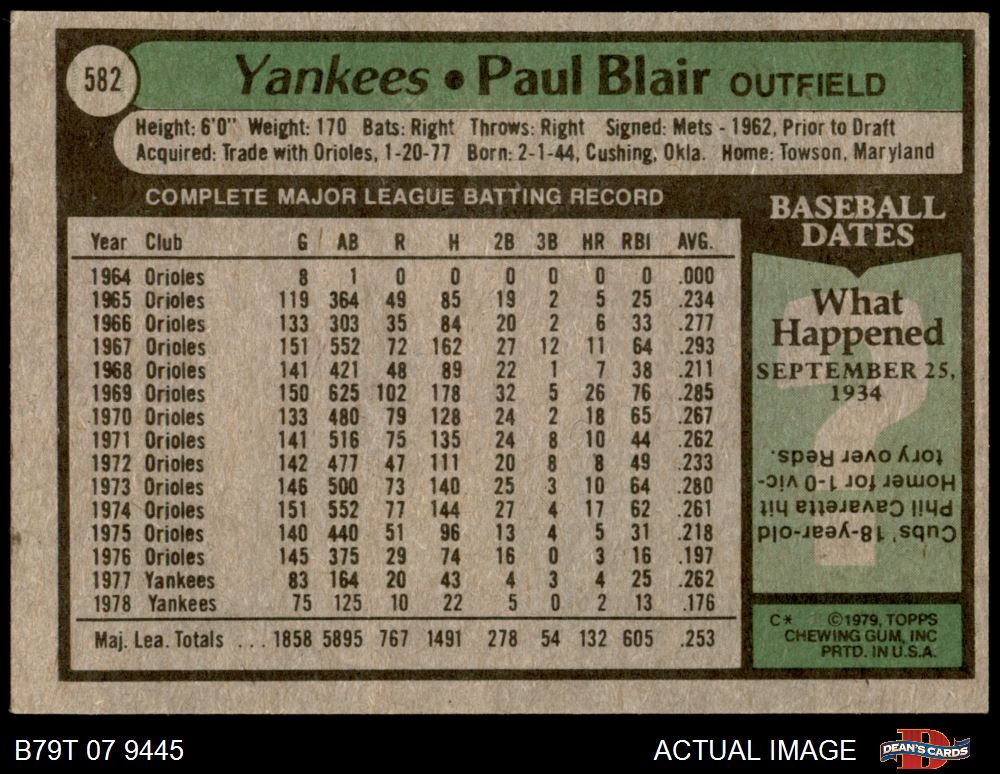 582
Yankees • Paul Blair OUTFIELD
Height: 6'0" Weight: 170 Bats: Right Throws: Right Signed: Mets - 1962, Prior to Draft
Acquired: Trade with Orioles, 1-20-77 Born: 2-1-44, Cushing, Okla. Home: Towson, Maryland
COMPLETE MAJOR LEAGUE BATTING RECORD
Year Club G AB R H 2B 3B HR RBI AVG.
1964 Orioles 8 1 0 0 0 0 0 0 .000
1965 Orioles 119 364 49 85 19 2 5 25 .234
1966 Orioles 133 303 35 84 20 2 6 33 .277
1967 Orioles 151 552 72 162 27 12 11 64 .293
1968 Orioles 141 421 48 89 22 1 7 38 .211
1969 Orioles 150 625 102 178 32 5 26 76 .285
1970 Orioles 133 480 79 128 24 2 18 65 .267
1971 Orioles 141 516 75 135 24 8 10 44 .262
1972 Orioles 142 477 47 111 20 8 8 49 .233
1973 Orioles 146 500 73 140 25 3 10 64 .280
1974 Orioles 151 552 77 144 27 4 17 62 .261
1975 Orioles 140 440 51 96 13 4 5 31 .218
1976 Orioles 145 375 29 74 16 0 3 16 .197
1977 Yankees 83 164 20 43 4 3 4 25 .262
1978 Yankees 75 125 10 22 5 0 2 13 .176
Maj. Lea. Totals ... 1858 5895 767 1491 278 54 132 605 .253
BASEBALL
DATES
What
Happened
SEPTEMBER 25,
1934
Cubs' 18-year-old
Phil Cavaretta hit
Homer for 1-0 vic-
tory over Reds.
C* ©1979, TOPPS
CHEWING GUM, INC
PRTD. IN U.S.A.
B79T 07 9445
ACTUAL IMAGE
DEAN'S CARDS